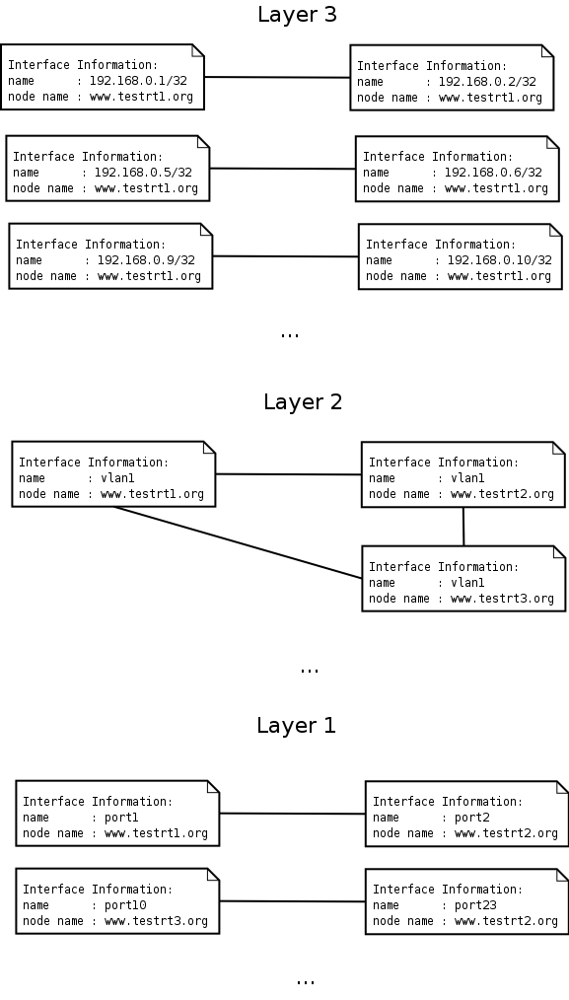 Layer 3
Interface Information:
name      : 192.168.0.1/32
node name : www.testrt1.org
Interface Information:
name      : 192.168.0.2/32
node name : www.testrt1.org
Interface Information:
name      : 192.168.0.5/32
node name : www.testrt1.org
Interface Information:
name      : 192.168.0.6/32
node name : www.testrt1.org
Interface Information:
name      : 192.168.0.9/32
node name : www.testrt1.org
Interface Information:
name      : 192.168.0.10/32
node name : www.testrt1.org
...
Layer 2
Interface Information:
name      : vlan1
node name : www.testrt1.org
Interface Information:
name      : vlan1
node name : www.testrt2.org
Interface Information:
name      : vlan1
node name : www.testrt3.org
...
Layer 1
Interface Information:
name      : port1
node name : www.testrt1.org
Interface Information:
name      : port2
node name : www.testrt2.org
Interface Information:
name      : port10
node name : www.testrt3.org
Interface Information:
name      : port23
node name : www.testrt2.org
...